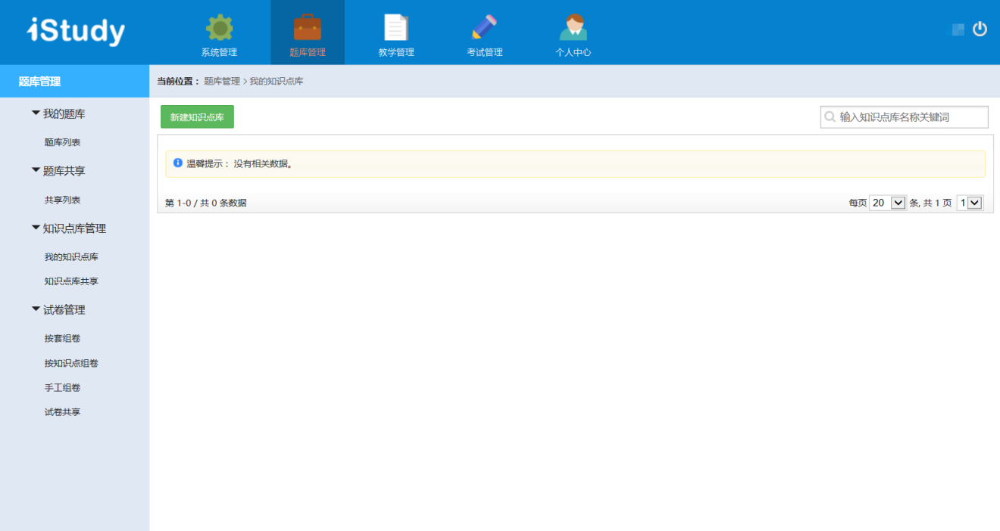 iStudy
系统管理
题库管理
教学管理
考试管理
个人中心
题库管理
当前位置： 题库管理 > 我的知识点库
我的题库
题库列表
题库共享
共享列表
知识点库管理
我的知识点库
知识点库共享
试卷管理
按套组卷
按知识点组卷
手工组卷
试卷共享
新建知识点库
输入知识点库名称关键词
温馨提示： 没有相关数据。
第 1-0 / 共 0 条数据
每页 20 条, 共 1 页 1